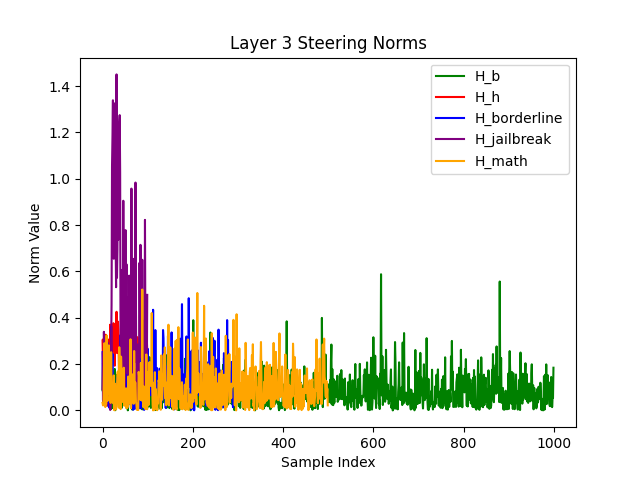 Layer 3 Steering Norms
H_b
H_h
H_borderline
H_jailbreak
H_math
Norm Value
1.4
1.2
1.0
0.8
0.6
0.4
0.2
0.0
0
200
400
600
800
1000
Sample Index